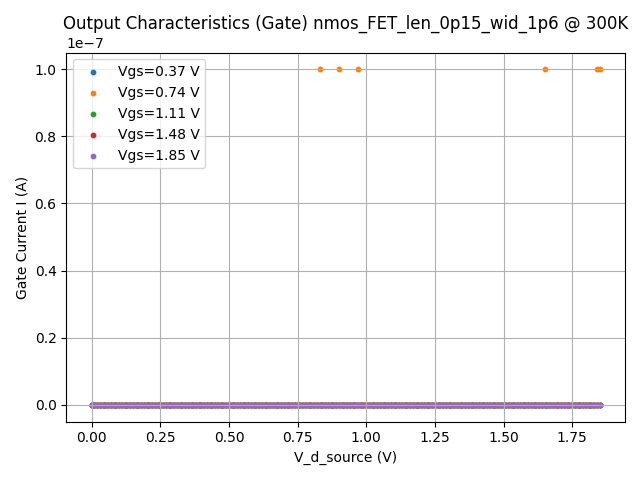 Output Characteristics (Gate) nmos_FET_len_0p15_wid_1p6 @ 300K
1e−7
Vgs=0.37 V
Vgs=0.74 V
Vgs=1.11 V
Vgs=1.48 V
Vgs=1.85 V
1.0
0.8
0.6
0.4
0.2
0.0
Gate Current I (A)
0.00 0.25 0.50 0.75 1.00 1.25 1.50 1.75
V_d_source (V)